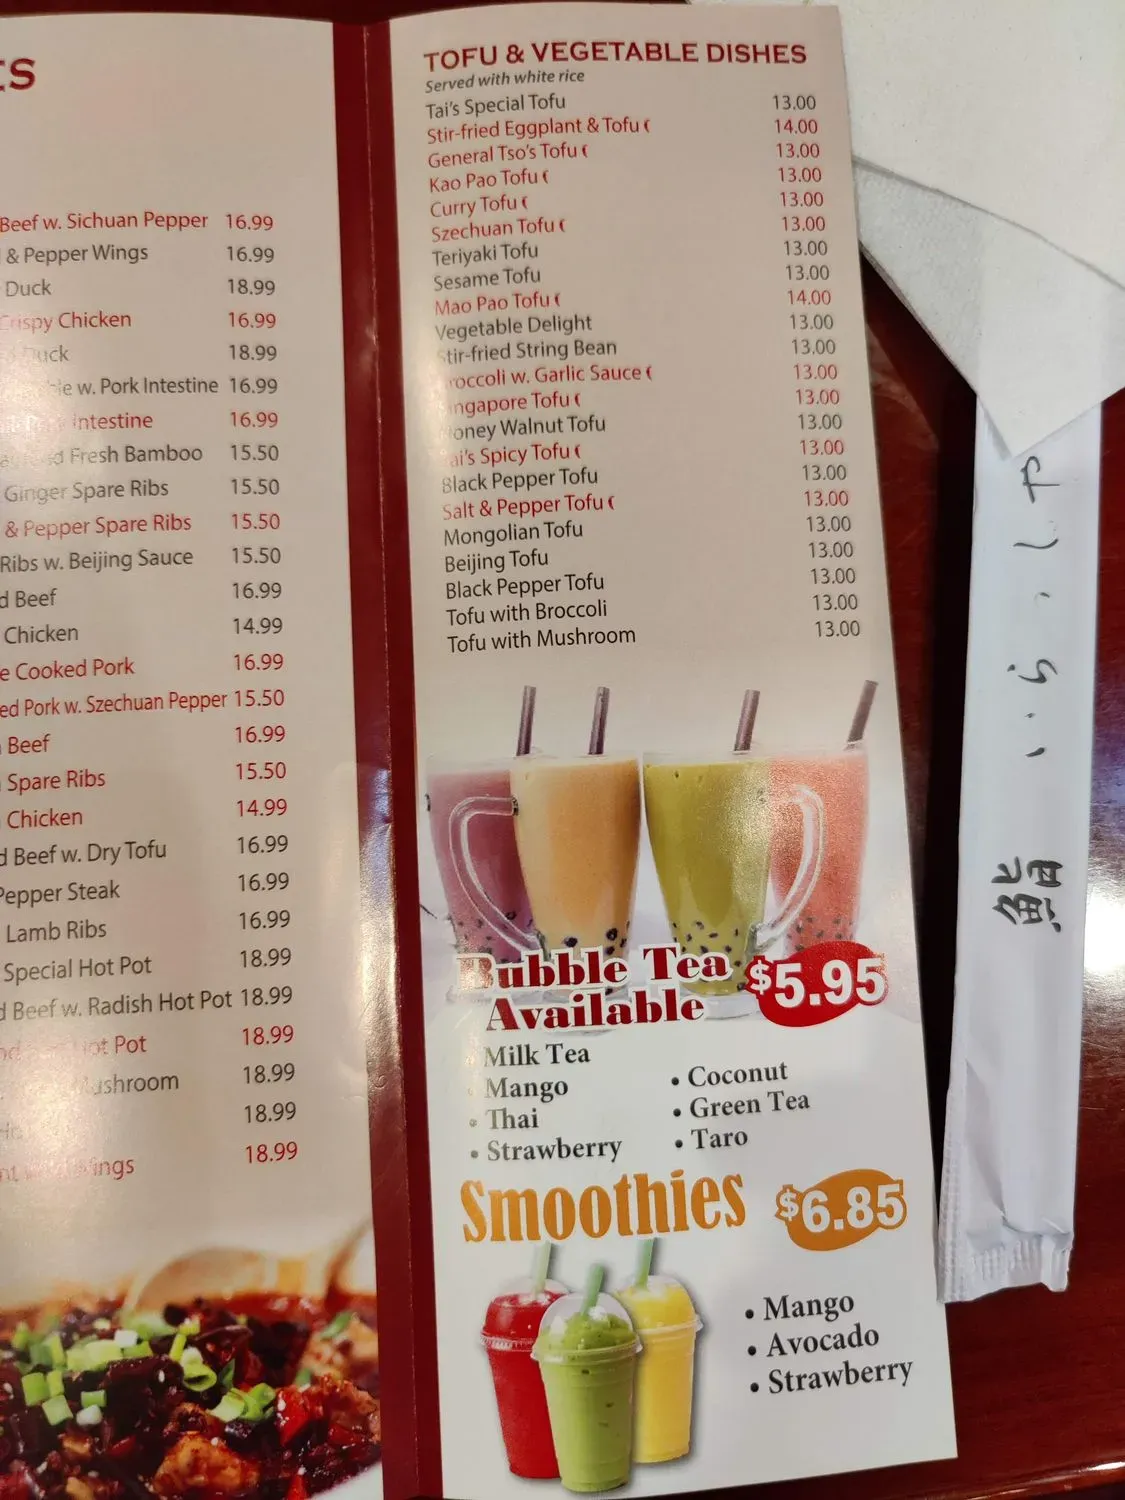 ES
Beef w. Sichuan Pepper 16.99
& Pepper Wings 16.99
Duck 18.99
Crispy Chicken 16.99
Duck 18.99
w. Pork Intestine 16.99
Intestine 16.99
Fresh Bamboo 15.50
Ginger Spare Ribs 15.50
& Pepper Spare Ribs 15.50
Ribs w. Beijing Sauce 15.50
d Beef 16.99
Chicken 14.99
e Cooked Pork 16.99
ed Pork w. Szechuan Pepper 15.50
Beef 16.99
Spare Ribs 15.50
Chicken 14.99
d Beef w. Dry Tofu 16.99
Pepper Steak 16.99
Lamb Ribs 16.99
Special Hot Pot 18.99
d Beef w. Radish Hot Pot 18.99
Hot Pot 18.99
Mushroom 18.99
18.99
Wings 18.99
TOFU & VEGETABLE DISHES
Served with white rice
Tai's Special Tofu 13.00
Stir-fried Eggplant & Tofu 14.00
General Tso's Tofu 13.00
Kao Pao Tofu 13.00
Curry Tofu 13.00
Szechuan Tofu 13.00
Teriyaki Tofu 13.00
Sesame Tofu 13.00
Mao Pao Tofu 14.00
Vegetable Delight 13.00
Stir-fried String Bean 13.00
Broccoli w. Garlic Sauce 13.00
Singapore Tofu 13.00
Honey Walnut Tofu 13.00
Tai's Spicy Tofu 13.00
Black Pepper Tofu 13.00
Salt & Pepper Tofu 13.00
Mongolian Tofu 13.00
Beijing Tofu 13.00
Black Pepper Tofu 13.00
Tofu with Broccoli 13.00
Tofu with Mushroom 13.00
Bubble Tea $5.95
Available
• Milk Tea
• Mango
• Thai
• Strawberry
• Coconut
• Green Tea
• Taro
Smoothies $6.85
• Mango
• Avocado
• Strawberry